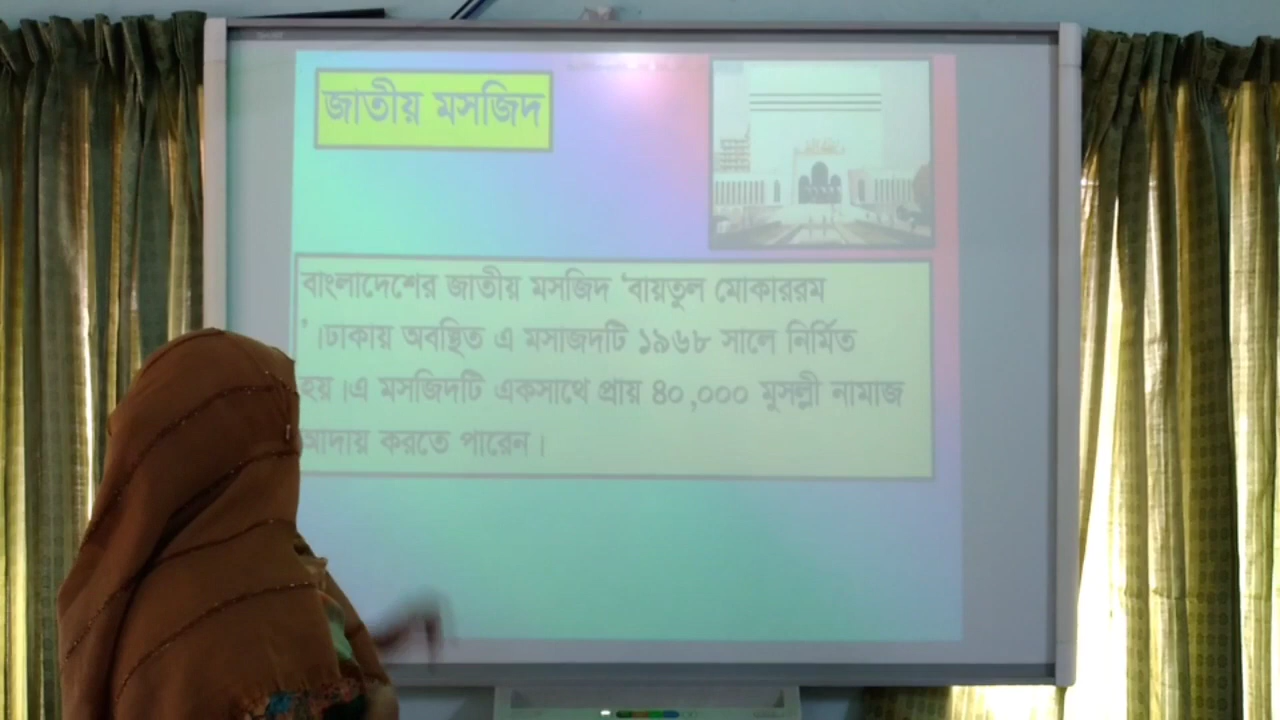 জাতীয় মসজিদ
বাংলাদেশের জাতীয় মসজিদ 'বায়তুল মোকাররম
' ।ঢাকায় অবস্থিত এ মসাজদটি ১৯৬৮ সালে নির্মিত
হয় ।এ মসজিদটি একসাথে প্রায় ৪০,০০০ মুসল্লী নামাজ
আদায় করতে পারেন ।